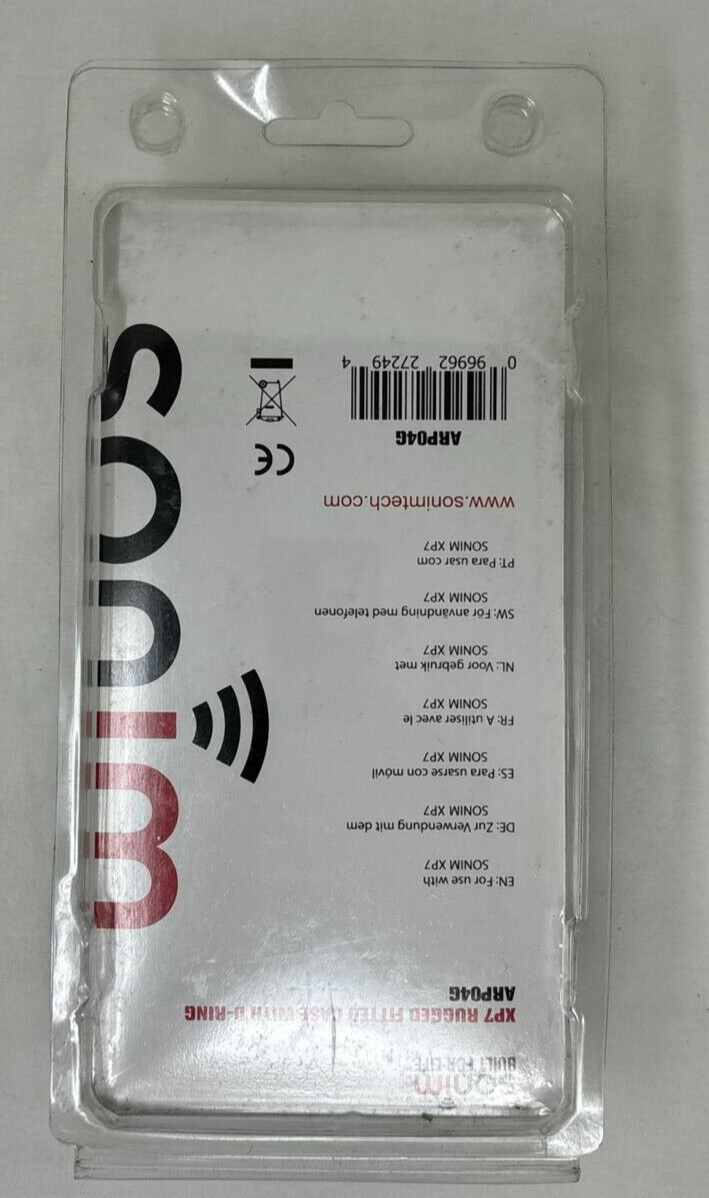 sonim
BUILT FOR LIFE
XP7 RUGGED FITTED CASE WITH D-RING
ARP04G
EN: For use with
SONIM XP7
DE: Zur Verwendung mit dem
SONIM XP7
ES: Para usarse con móvil
SONIM XP7
FR: A utiliser avec le
SONIM XP7
NL: Voor gebruik met
SONIM XP7
SW: För användning med telefonen
SONIM XP7
PT: Para usar com
SONIM XP7
www.sonimtech.com
ARP04G
0 96962 27249 4
CE
sonim